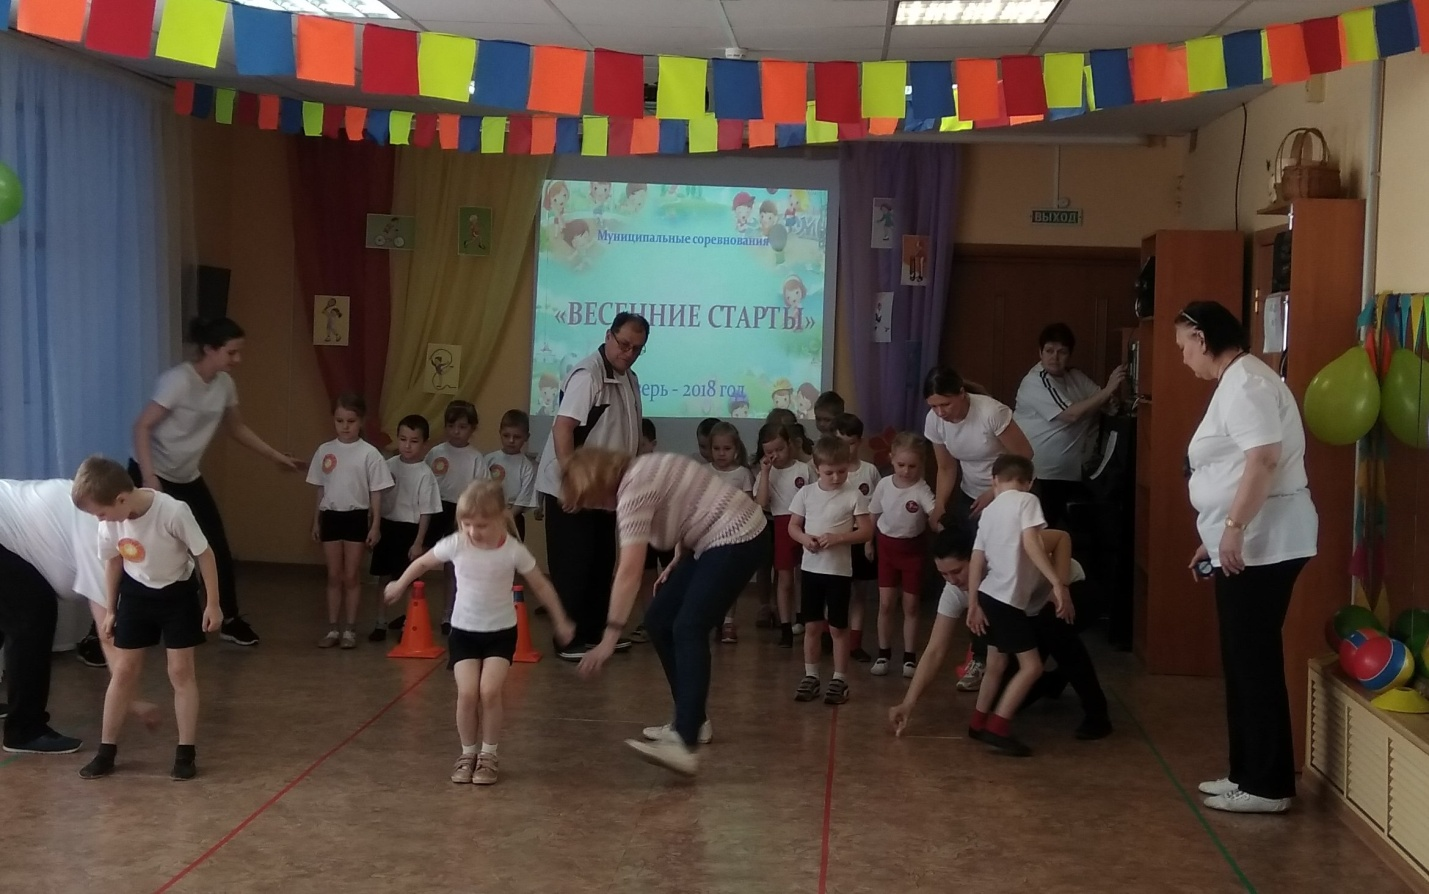 Муниципальные соревнования
«ВЕСЕННИЕ СТАРТЫ»
- 2018 год
ВЫХОД